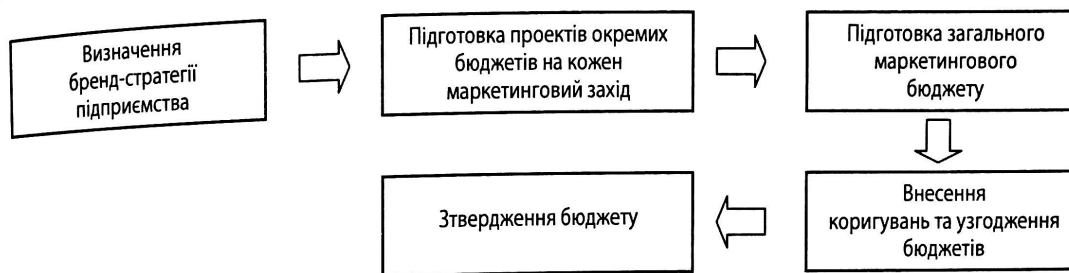 Визначення
бренд-стратегії
підприємства
Підготовка проектів окремих
бюджетів на кожен
маркетинговий захід
Підготовка загального
маркетингового
бюджету
Внесення
коригувань та узгодження
бюджетів
Зтвердження бюджету